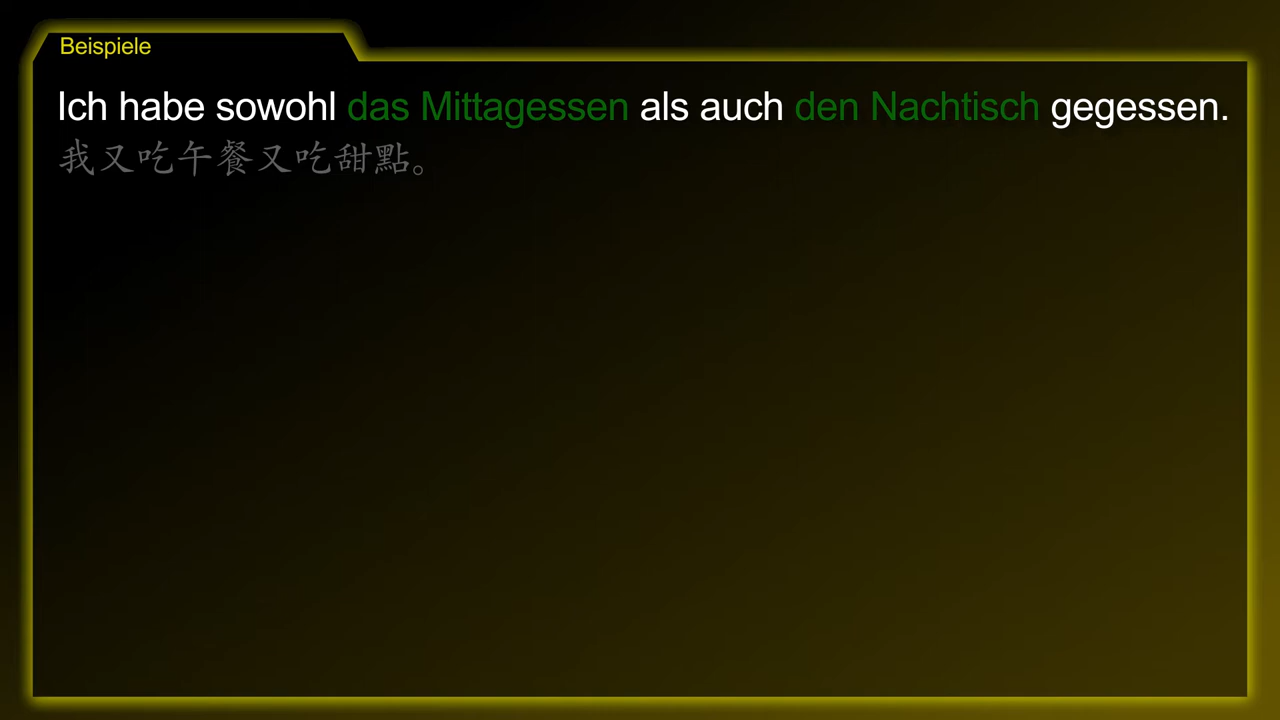 Beispiele
Ich habe sowohl das Mittagessen als auch den Nachtisch gegessen.
我又吃午餐又吃甜點。